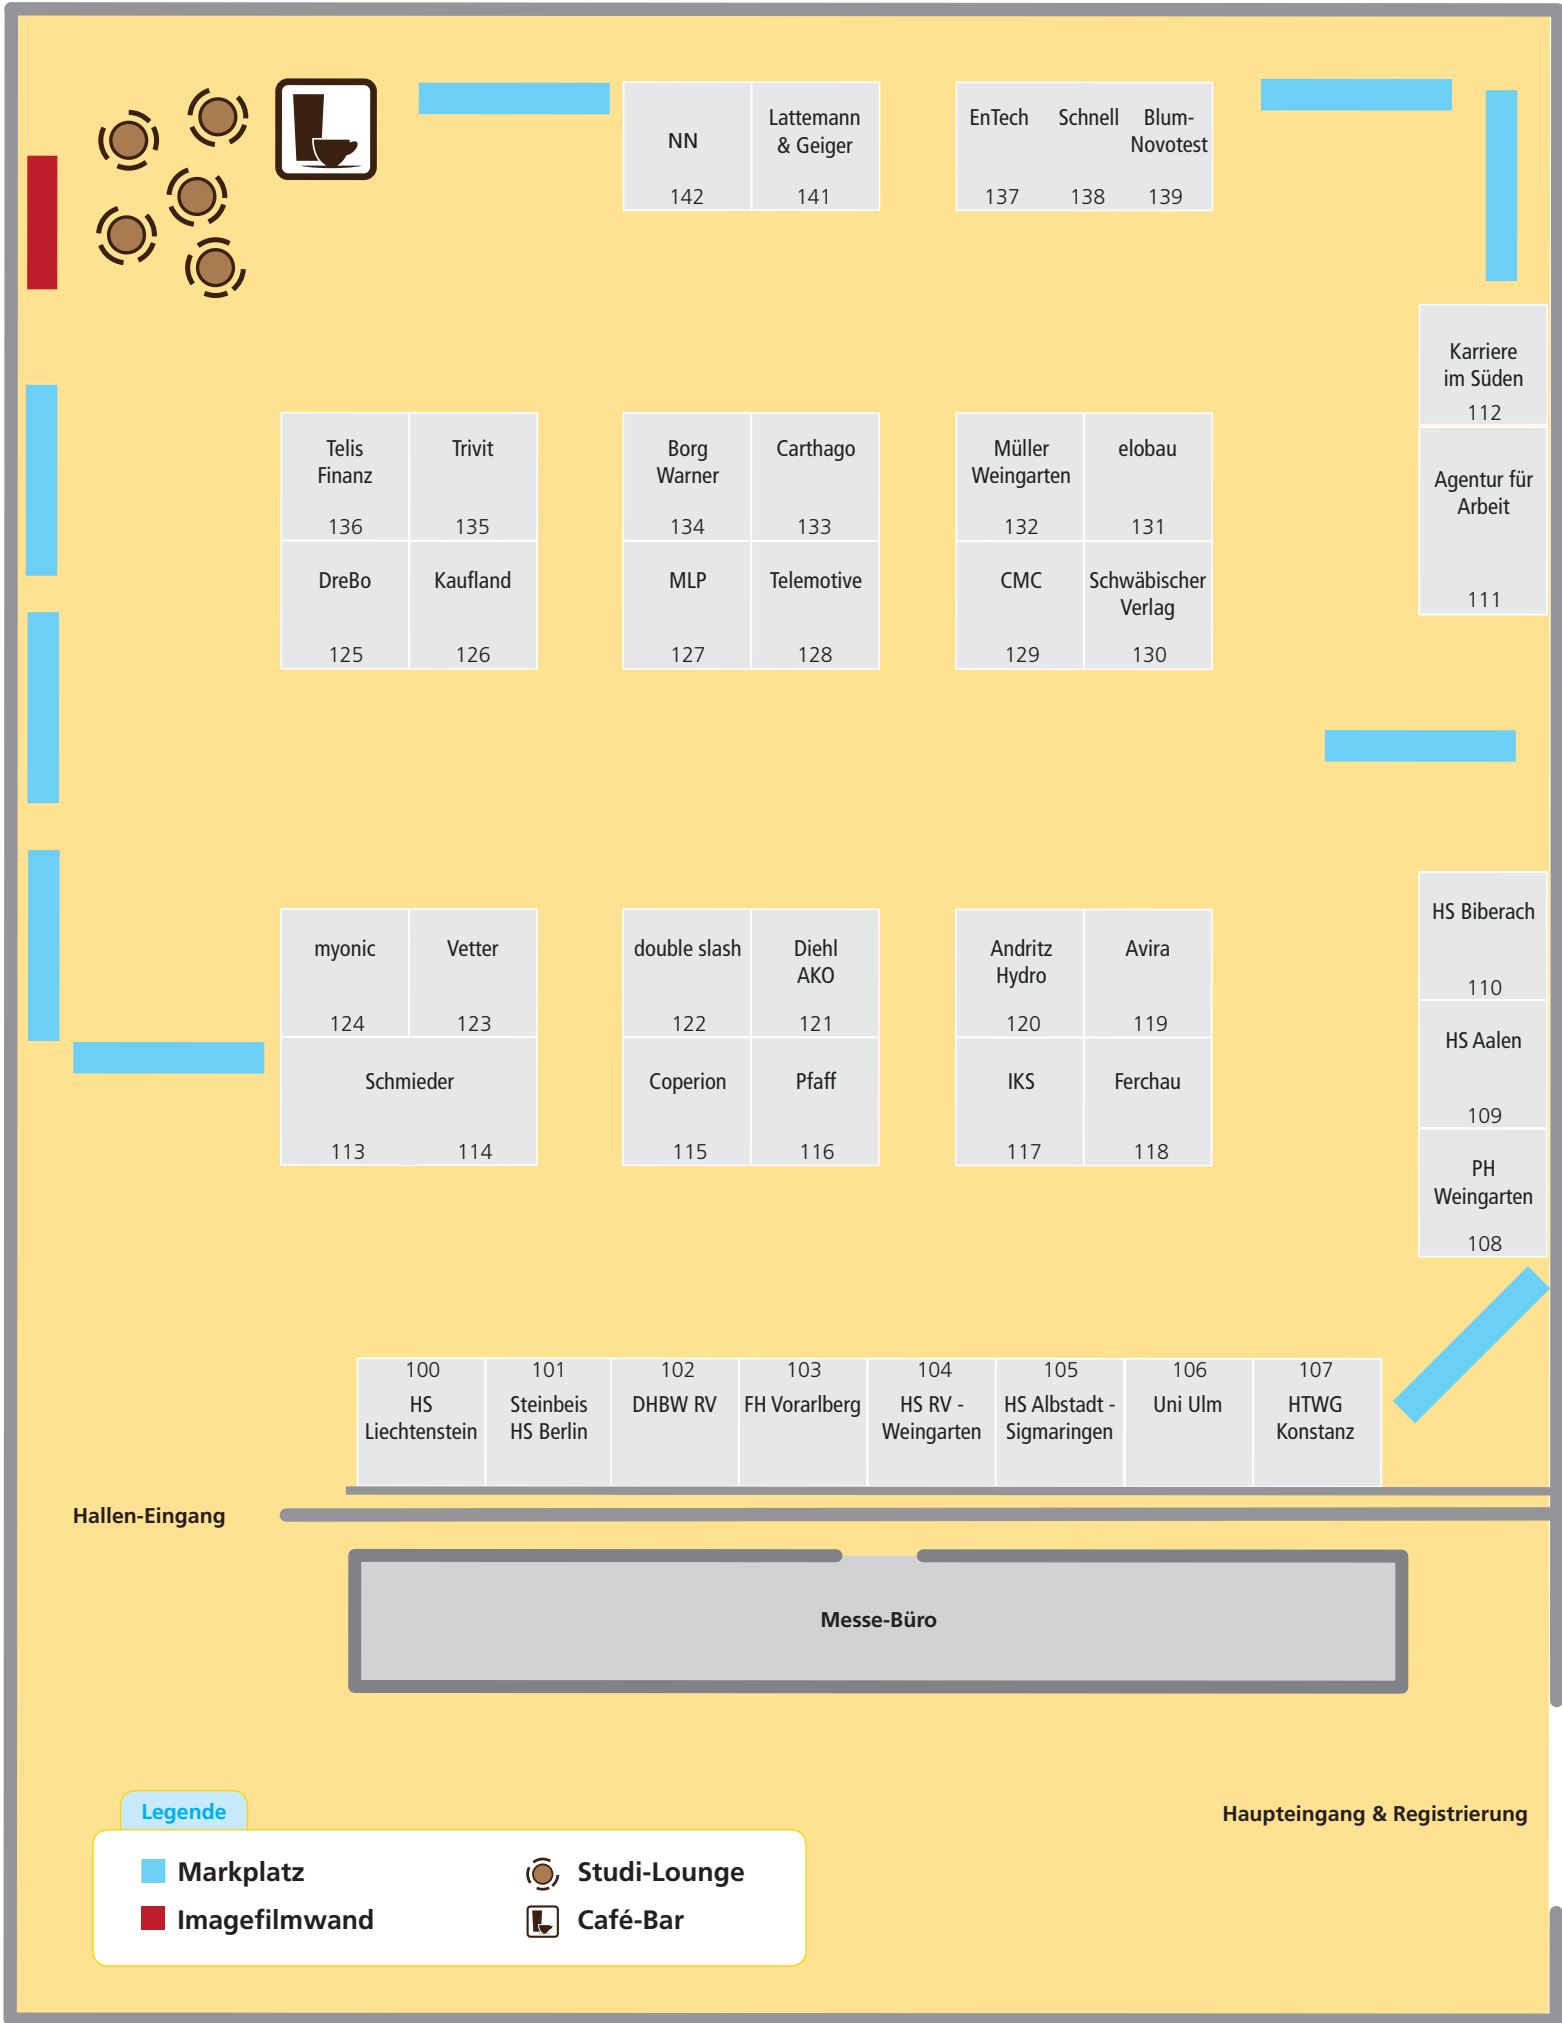 NN
142
Lattemann
& Geiger
141
EnTech
137
Schnell
138
Blum-
Novotest
139
Karriere
im Süden
112
Agentur für
Arbeit
111
Telis
Finanz
136
Trivit
135
Borg
Warner
134
Carthago
133
Müller
Weingarten
132
elobau
131
DreBo
125
Kaufland
126
MLP
127
Telemotive
128
CMC
129
Schwäbischer
Verlag
130
myonic
124
Vetter
123
double slash
122
Diehl
AKO
121
Andritz
Hydro
120
Avira
119
Schmieder
113
114
Coperion
115
Pfaff
116
IKS
117
Ferchau
118
HS Biberach
110
HS Aalen
109
PH
Weingarten
108
100
HS
Liechtenstein
101
Steinbeis
HS Berlin
102
DHBW RV
103
FH Vorarlberg
104
HS RV -
Weingarten
105
HS Albstadt -
Sigmaringen
106
Uni Ulm
107
HTWG
Konstanz
Hallen-Eingang
Messe-Büro
Haupteingang & Registrierung
Legende
Markplatz
Imagefilmwand
Studi-Lounge
Café-Bar